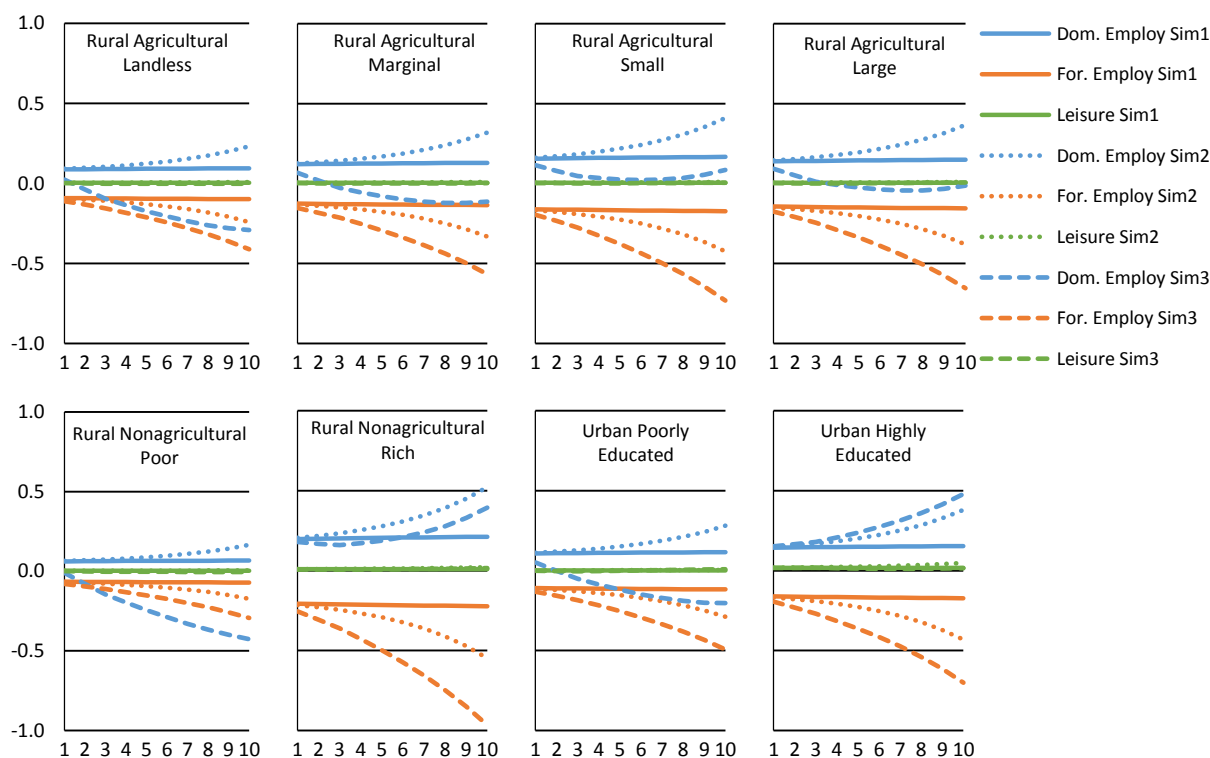 1.0
0.5
0.0
-0.5
-1.0
Rural Agricultural
Landless
1 2 3 4 5 6 7 8 9 10
Rural Agricultural
Marginal
1 2 3 4 5 6 7 8 9 10
Rural Agricultural
Small
1 2 3 4 5 6 7 8 9 10
Rural Agricultural
Large
1 2 3 4 5 6 7 8 9 10
Dom. Employ Sim1
For. Employ Sim1
Leisure Sim1
Dom. Employ Sim2
For. Employ Sim2
Leisure Sim2
Dom. Employ Sim3
For. Employ Sim3
Leisure Sim3
1.0
0.5
0.0
-0.5
-1.0
Rural Nonagricultural
Poor
1 2 3 4 5 6 7 8 9 10
Rural Nonagricultural
Rich
1 2 3 4 5 6 7 8 9 10
Urban Poorly
Educated
1 2 3 4 5 6 7 8 9 10
Urban Highly
Educated
1 2 3 4 5 6 7 8 9 10